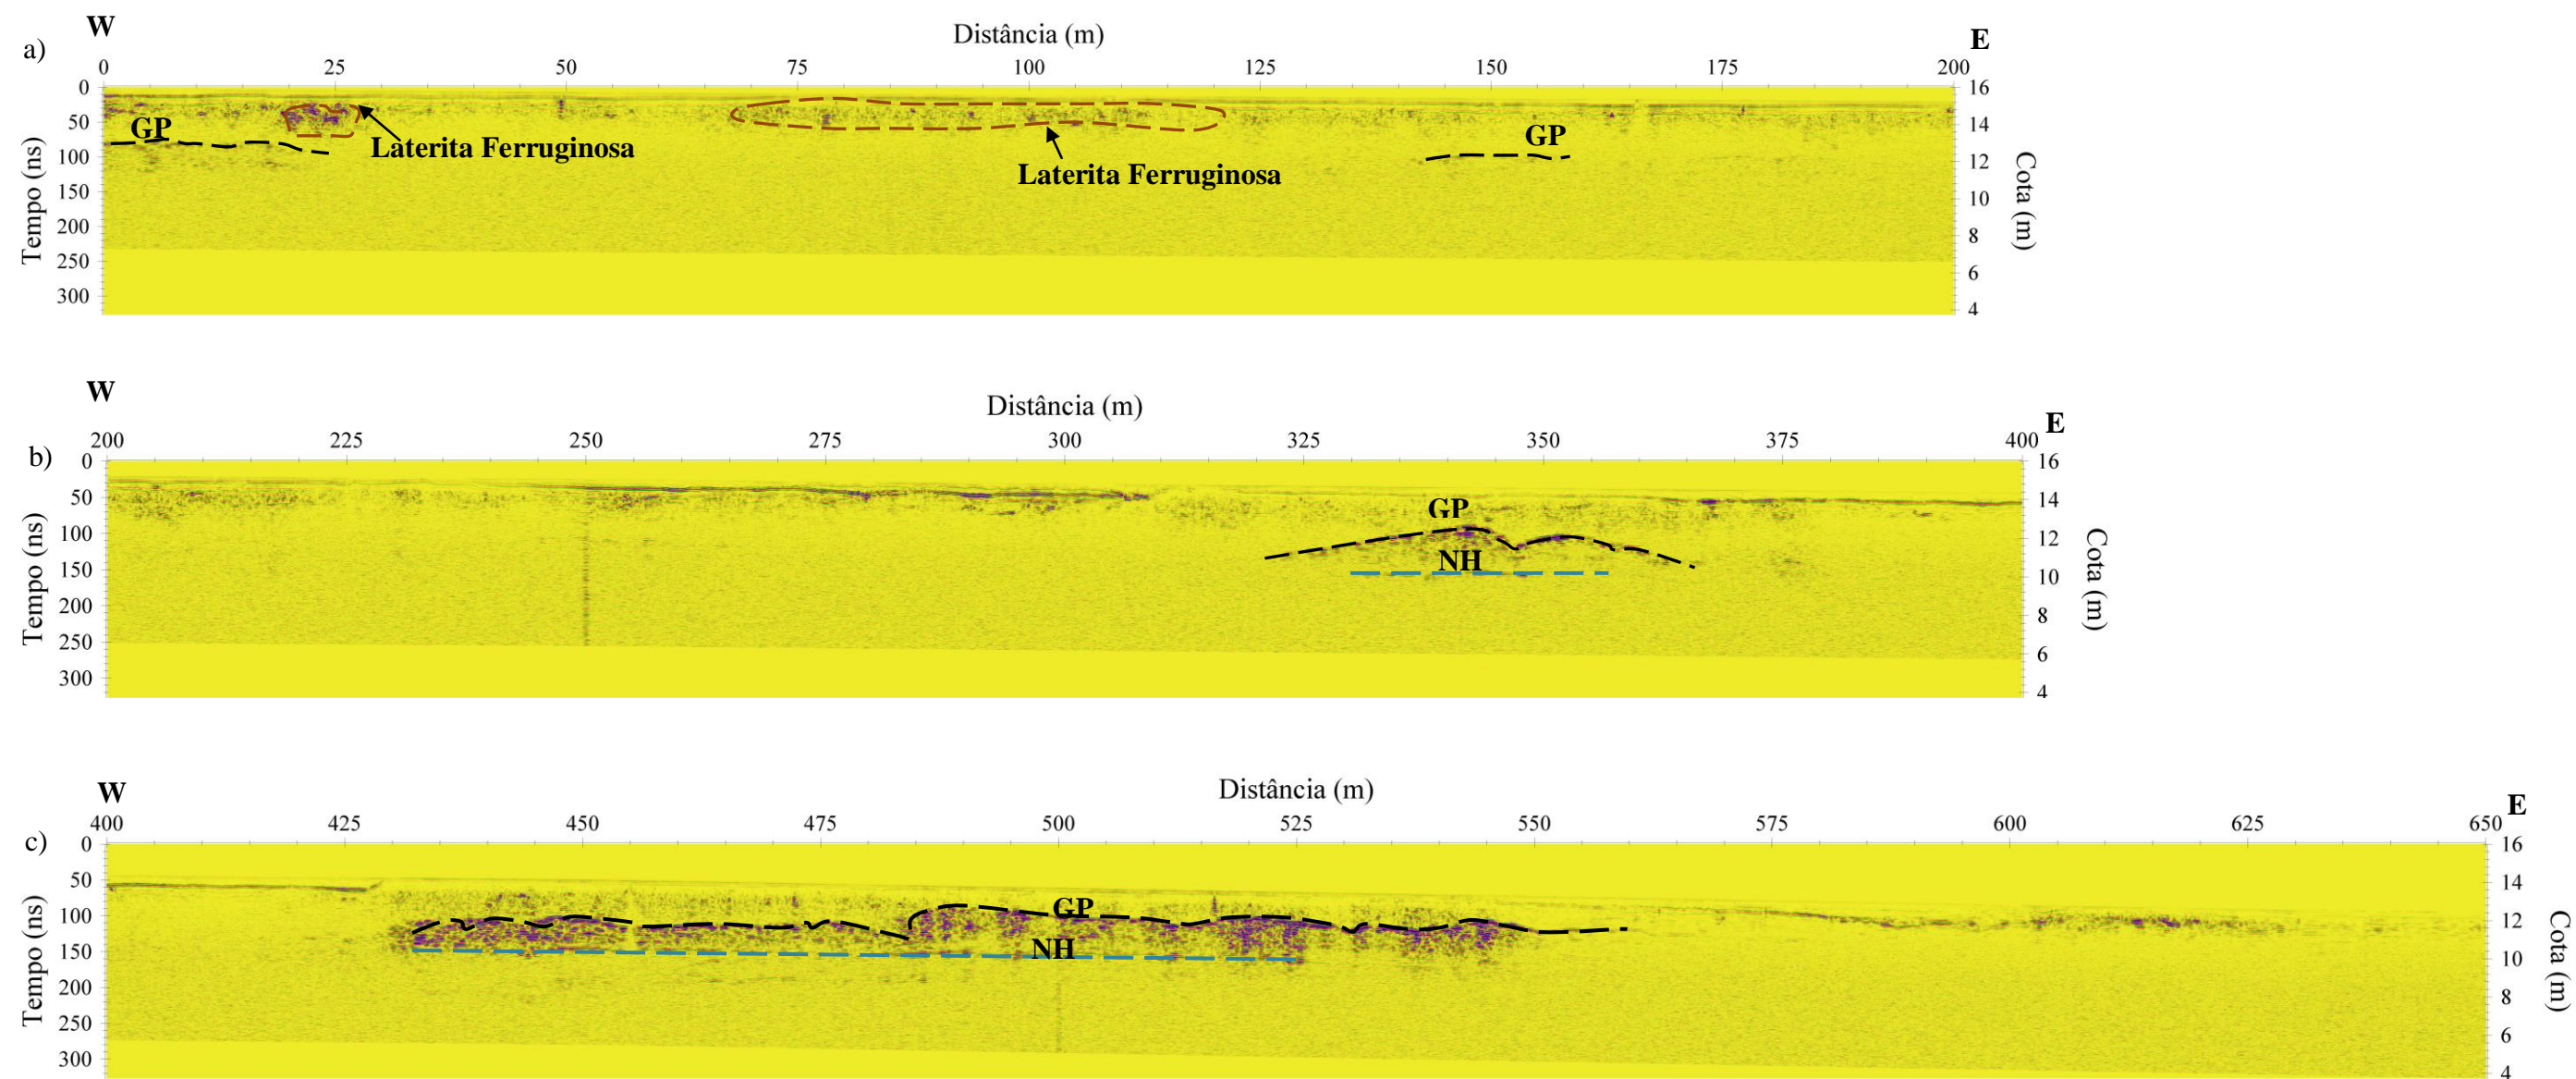 W
Distância (m)
E
a)
0 25 50 75 100 125 150 175 200
0 50 100 150 200 250 300
Tempo (ns)
16 14 12 10 8 6 4
Cota (m)
GP
Laterita Ferruginosa
Laterita Ferruginosa
GP
W
Distância (m)
E
b)
200 225 250 275 300 325 350 375 400
0 50 100 150 200 250 300
Tempo (ns)
16 14 12 10 8 6 4
Cota (m)
GP
NH
W
Distância (m)
E
c)
400 425 450 475 500 525 550 575 600 625 650
0 50 100 150 200 250 300
Tempo (ns)
16 14 12 10 8 6 4
Cota (m)
GP
NH